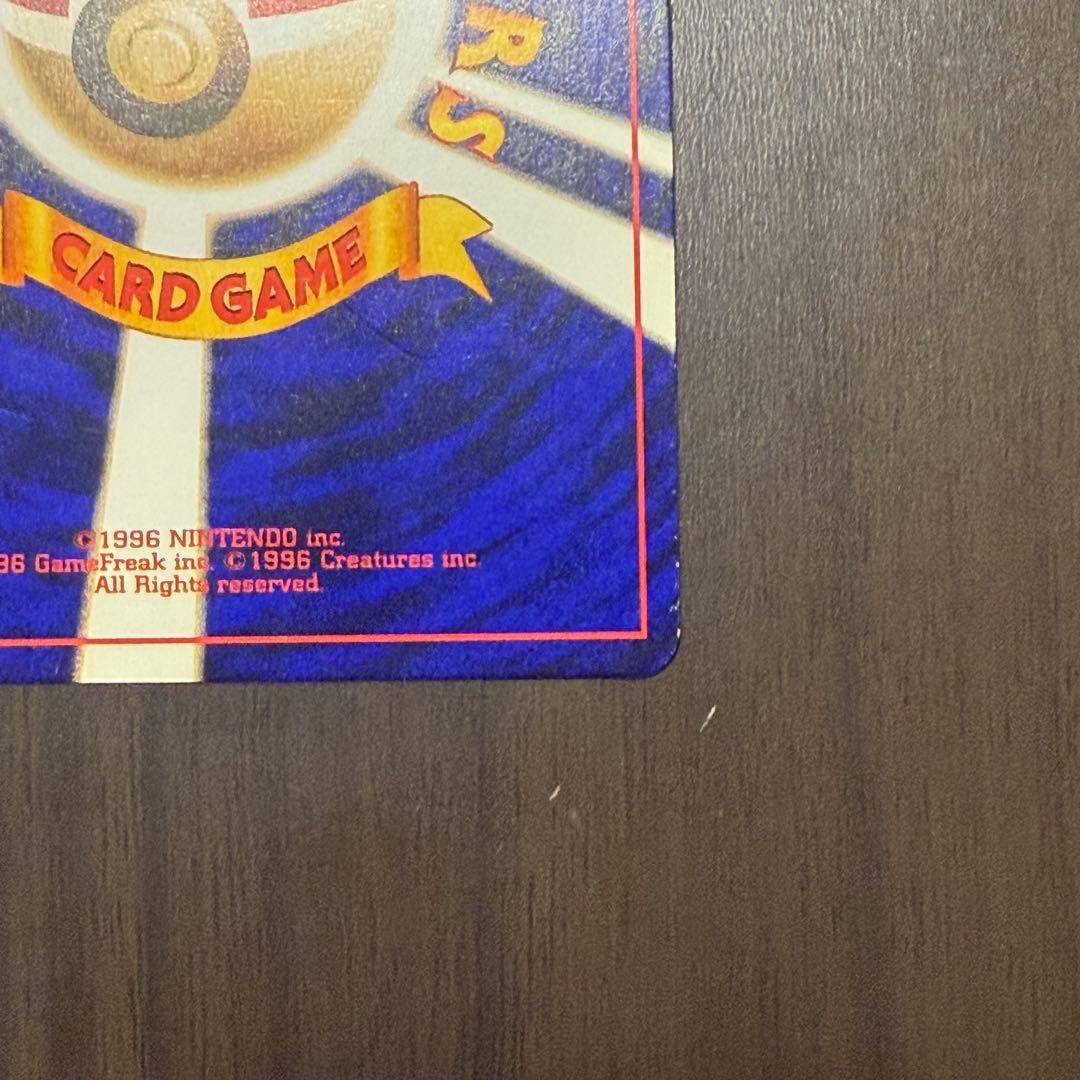 RS
CARD GAME
©1996 NINTENDO inc.
96 GameFreak inc. ©1996 Creatures inc.
All Rights reserved.